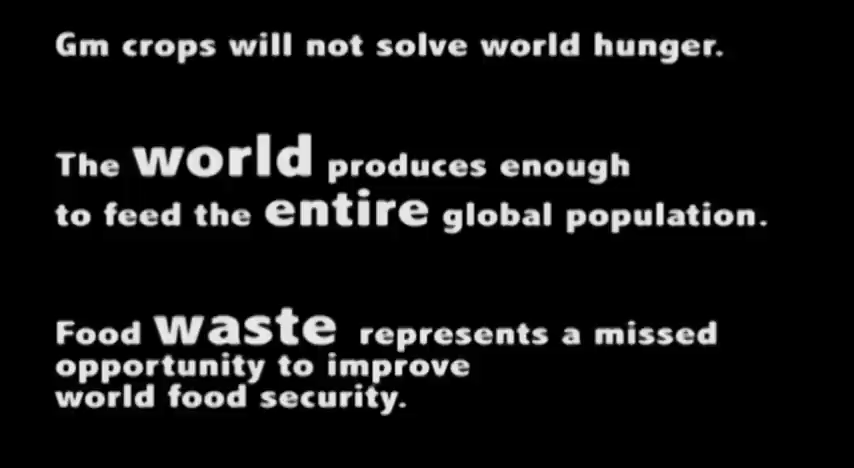 Gm crops will not solve world hunger.
The world produces enough
to feed the entire global population.
Food waste represents a missed
opportunity to improve
world food security.